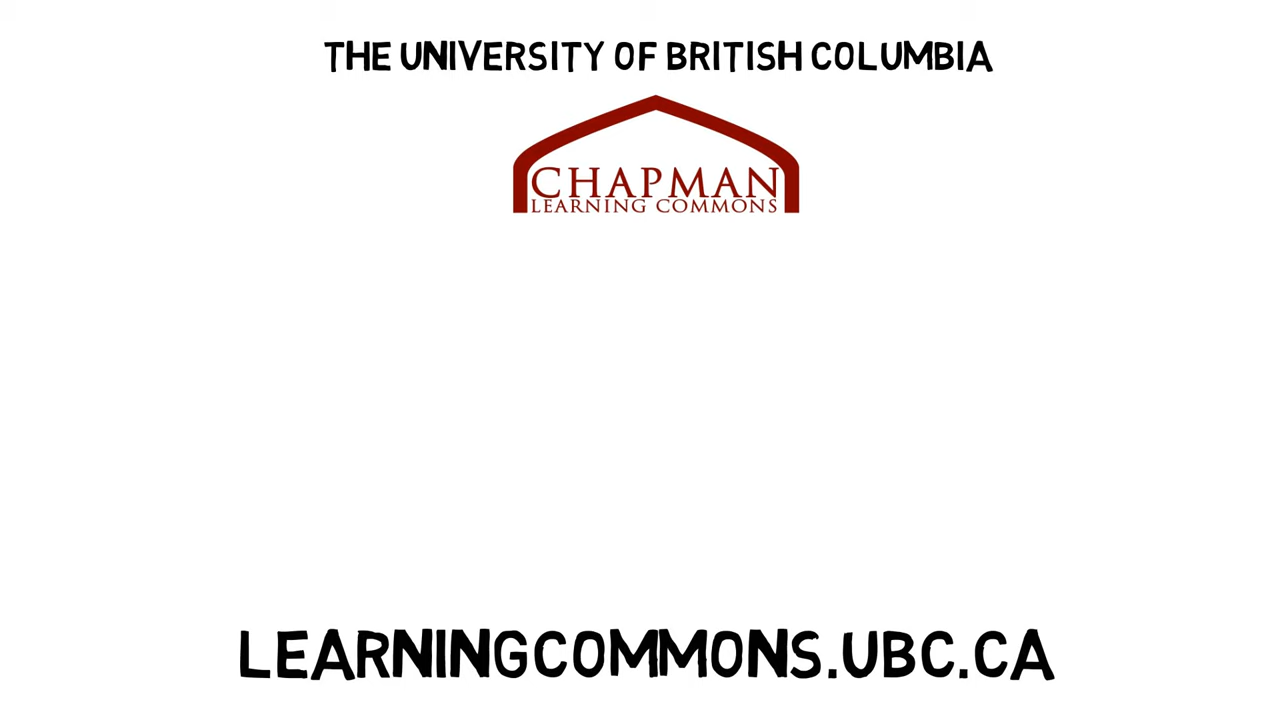 THE UNIVERSITY OF BRITISH COLUMBIA
CHAPMAN
LEARNING COMMONS
LEARNINGCOMMONS.UBC.CA